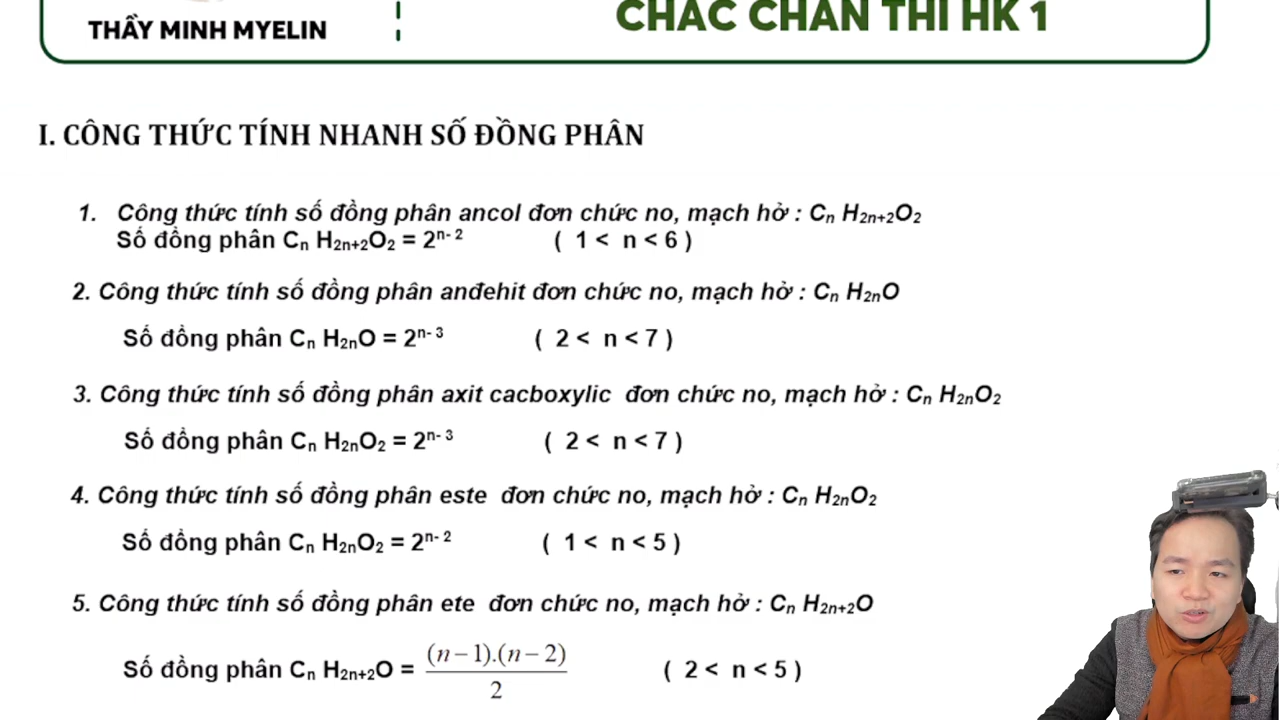 THẦY MINH MYELIN
CHẮC CHẮN THI HK 1
I. CÔNG THỨC TÍNH NHANH SỐ ĐỒNG PHÂN
1. Công thức tính số đồng phân ancol đơn chức no, mạch hở : Cₙ H₂ₙ₊₂O₂
Số đồng phân Cₙ H₂ₙ₊₂O₂ = 2ⁿ⁻ ² ( 1 < n < 6 )
2. Công thức tính số đồng phân anđehit đơn chức no, mạch hở : Cₙ H₂ₙO
Số đồng phân Cₙ H₂ₙO = 2ⁿ⁻ ³ ( 2 < n < 7 )
3. Công thức tính số đồng phân axit cacboxylic đơn chức no, mạch hở : Cₙ H₂ₙO₂
Số đồng phân Cₙ H₂ₙO₂ = 2ⁿ⁻ ³ ( 2 < n < 7 )
4. Công thức tính số đồng phân este đơn chức no, mạch hở : Cₙ H₂ₙO₂
Số đồng phân Cₙ H₂ₙO₂ = 2ⁿ⁻ ² ( 1 < n < 5 )
5. Công thức tính số đồng phân ete đơn chức no, mạch hở : Cₙ H₂ₙ₊₂O
Số đồng phân Cₙ H₂ₙ₊₂O = (n – 1).(n – 2) / 2 ( 2 < n < 5 )